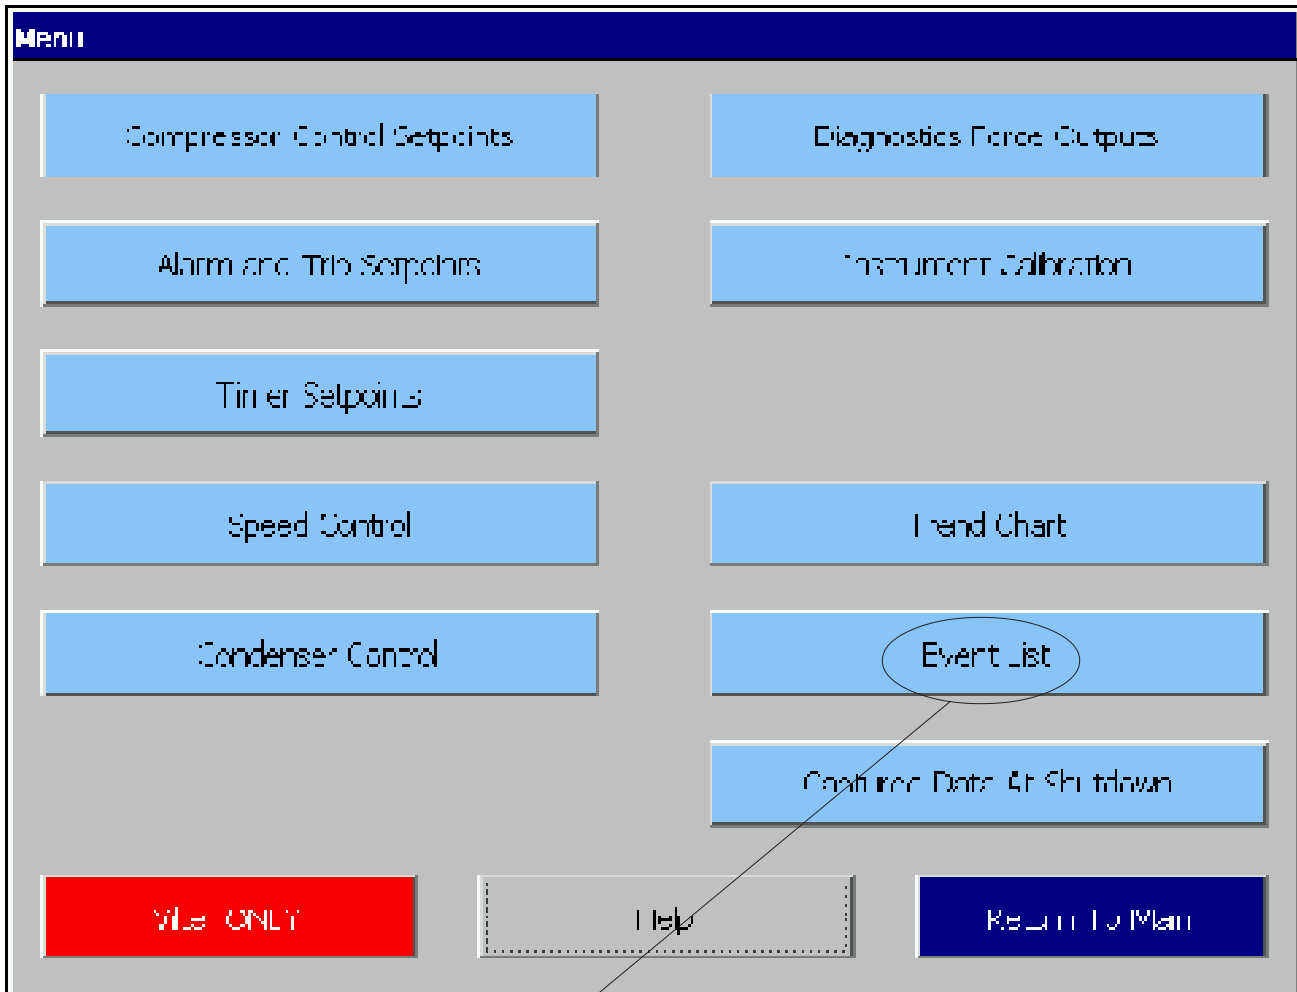 Menu
Compressor Control Setpoints
Diagnostics Force Outputs
Alarm and Trip Setpoints
Instrument Calibration
Timer Setpoints
Speed Control
Trend Chart
Condenser Control
Event List
Captured Data At Shutdown
ONLY
Help
Return To Main